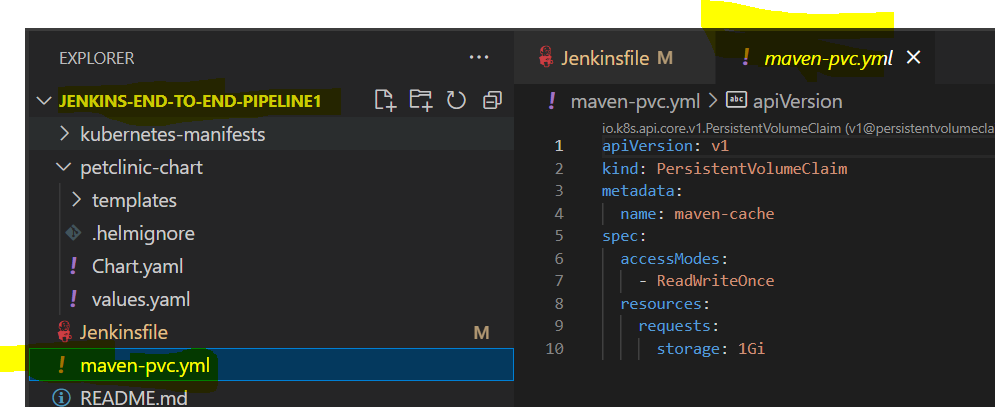 EXPLORER
...
JENKINS-END-TO-END-PIPELINE1
kubernetes-manifests
petclinic-chart
templates
.helmignore
! Chart.yaml
! values.yaml
Jenkinsfile M
! maven-pvc.yml
README.md
Jenkinsfile M
! maven-pvc.yml
! maven-pvc.yml > abc apiVersion
io.k8s.api.core.v1.PersistentVolumeClaim (v1@persistentvolumecla
1 apiVersion: v1
2 kind: PersistentVolumeClaim
3 metadata:
4   name: maven-cache
5 spec:
6   accessModes:
7     - ReadWriteOnce
8   resources:
9     requests:
10       storage: 1Gi